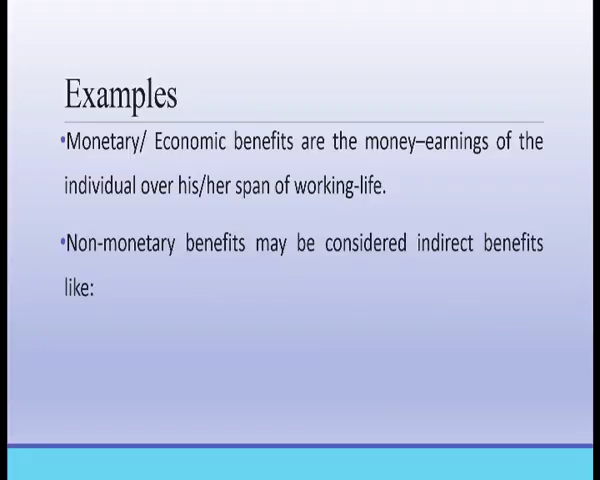 Examples
•Monetary/ Economic benefits are the money–earnings of the
individual over his/her span of working-life.
•Non-monetary benefits may be considered indirect benefits
like: